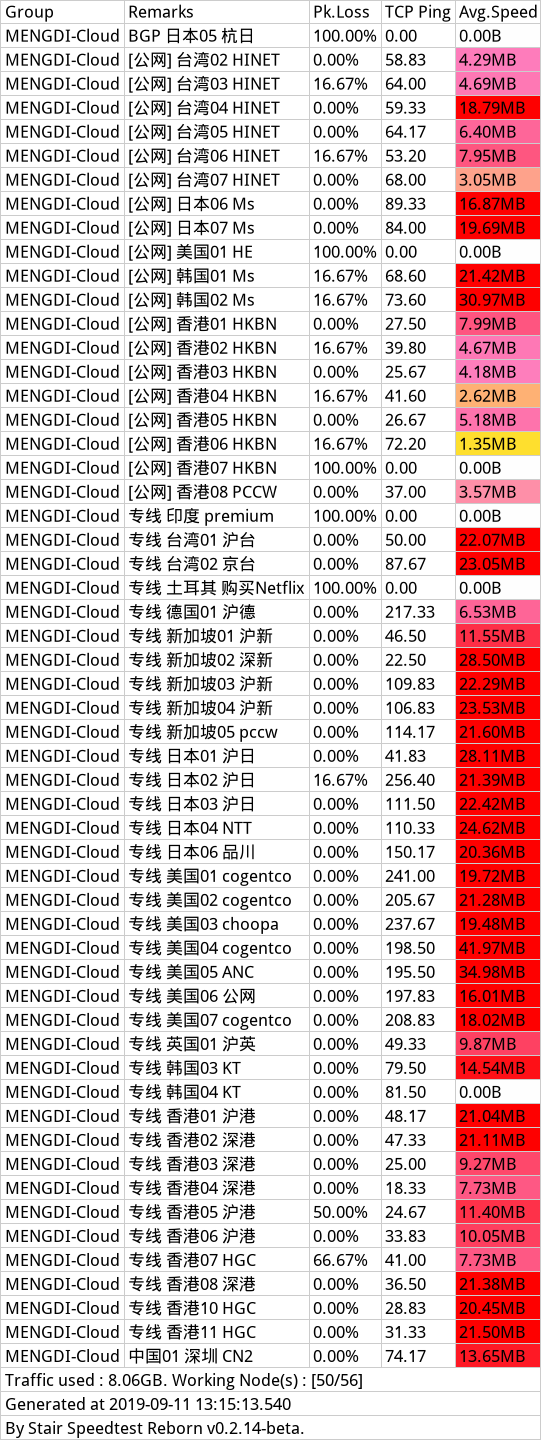 Group Remarks Pk.Loss TCP Ping Avg.Speed
MENGDI-Cloud BGP 日本05 杭日 100.00% 0.00 0.00B
MENGDI-Cloud [公网] 台湾02 HINET 0.00% 58.83 4.29MB
MENGDI-Cloud [公网] 台湾03 HINET 16.67% 64.00 4.69MB
MENGDI-Cloud [公网] 台湾04 HINET 0.00% 59.33 18.79MB
MENGDI-Cloud [公网] 台湾05 HINET 0.00% 64.17 6.40MB
MENGDI-Cloud [公网] 台湾06 HINET 16.67% 53.20 7.95MB
MENGDI-Cloud [公网] 台湾07 HINET 0.00% 68.00 3.05MB
MENGDI-Cloud [公网] 日本06 Ms 0.00% 89.33 16.87MB
MENGDI-Cloud [公网] 日本07 Ms 0.00% 84.00 19.69MB
MENGDI-Cloud [公网] 美国01 HE 100.00% 0.00 0.00B
MENGDI-Cloud [公网] 韩国01 Ms 16.67% 68.60 21.42MB
MENGDI-Cloud [公网] 韩国02 Ms 16.67% 73.60 30.97MB
MENGDI-Cloud [公网] 香港01 HKBN 0.00% 27.50 7.99MB
MENGDI-Cloud [公网] 香港02 HKBN 16.67% 39.80 4.67MB
MENGDI-Cloud [公网] 香港03 HKBN 0.00% 25.67 4.18MB
MENGDI-Cloud [公网] 香港04 HKBN 16.67% 41.60 2.62MB
MENGDI-Cloud [公网] 香港05 HKBN 0.00% 26.67 5.18MB
MENGDI-Cloud [公网] 香港06 HKBN 16.67% 72.20 1.35MB
MENGDI-Cloud [公网] 香港07 HKBN 100.00% 0.00 0.00B
MENGDI-Cloud [公网] 香港08 PCCW 0.00% 37.00 3.57MB
MENGDI-Cloud 专线 印度 premium 100.00% 0.00 0.00B
MENGDI-Cloud 专线 台湾01 沪台 0.00% 50.00 22.07MB
MENGDI-Cloud 专线 台湾02 京台 0.00% 87.67 23.05MB
MENGDI-Cloud 专线 土耳其 购买Netflix 100.00% 0.00 0.00B
MENGDI-Cloud 专线 德国01 沪德 0.00% 217.33 6.53MB
MENGDI-Cloud 专线 新加坡01 沪新 0.00% 46.50 11.55MB
MENGDI-Cloud 专线 新加坡02 深新 0.00% 22.50 28.50MB
MENGDI-Cloud 专线 新加坡03 沪新 0.00% 109.83 22.29MB
MENGDI-Cloud 专线 新加坡04 沪新 0.00% 106.83 23.53MB
MENGDI-Cloud 专线 新加坡05 pccw 0.00% 114.17 21.60MB
MENGDI-Cloud 专线 日本01 沪日 0.00% 41.83 28.11MB
MENGDI-Cloud 专线 日本02 沪日 16.67% 256.40 21.39MB
MENGDI-Cloud 专线 日本03 沪日 0.00% 111.50 22.42MB
MENGDI-Cloud 专线 日本04 NTT 0.00% 110.33 24.62MB
MENGDI-Cloud 专线 日本06 品川 0.00% 150.17 20.36MB
MENGDI-Cloud 专线 美国01 cogentco 0.00% 241.00 19.72MB
MENGDI-Cloud 专线 美国02 cogentco 0.00% 205.67 21.28MB
MENGDI-Cloud 专线 美国03 choopa 0.00% 237.67 19.48MB
MENGDI-Cloud 专线 美国04 cogentco 0.00% 198.50 41.97MB
MENGDI-Cloud 专线 美国05 ANC 0.00% 195.50 34.98MB
MENGDI-Cloud 专线 美国06 公网 0.00% 197.83 16.01MB
MENGDI-Cloud 专线 美国07 cogentco 0.00% 208.83 18.02MB
MENGDI-Cloud 专线 英国01 沪英 0.00% 49.33 9.87MB
MENGDI-Cloud 专线 韩国03 KT 0.00% 79.50 14.54MB
MENGDI-Cloud 专线 韩国04 KT 0.00% 81.50 0.00B
MENGDI-Cloud 专线 香港01 沪港 0.00% 48.17 21.04MB
MENGDI-Cloud 专线 香港02 深港 0.00% 47.33 21.11MB
MENGDI-Cloud 专线 香港03 深港 0.00% 25.00 9.27MB
MENGDI-Cloud 专线 香港04 深港 0.00% 18.33 7.73MB
MENGDI-Cloud 专线 香港05 沪港 50.00% 24.67 11.40MB
MENGDI-Cloud 专线 香港06 沪港 0.00% 33.83 10.05MB
MENGDI-Cloud 专线 香港07 HGC 66.67% 41.00 7.73MB
MENGDI-Cloud 专线 香港08 深港 0.00% 36.50 21.38MB
MENGDI-Cloud 专线 香港10 HGC 0.00% 28.83 20.45MB
MENGDI-Cloud 专线 香港11 HGC 0.00% 31.33 21.50MB
MENGDI-Cloud 中国01 深圳 CN2 0.00% 74.17 13.65MB
Traffic used : 8.06GB. Working Node(s) : [50/56]
Generated at 2019-09-11 13:15:13.540
By Stair Speedtest Reborn v0.2.14-beta.